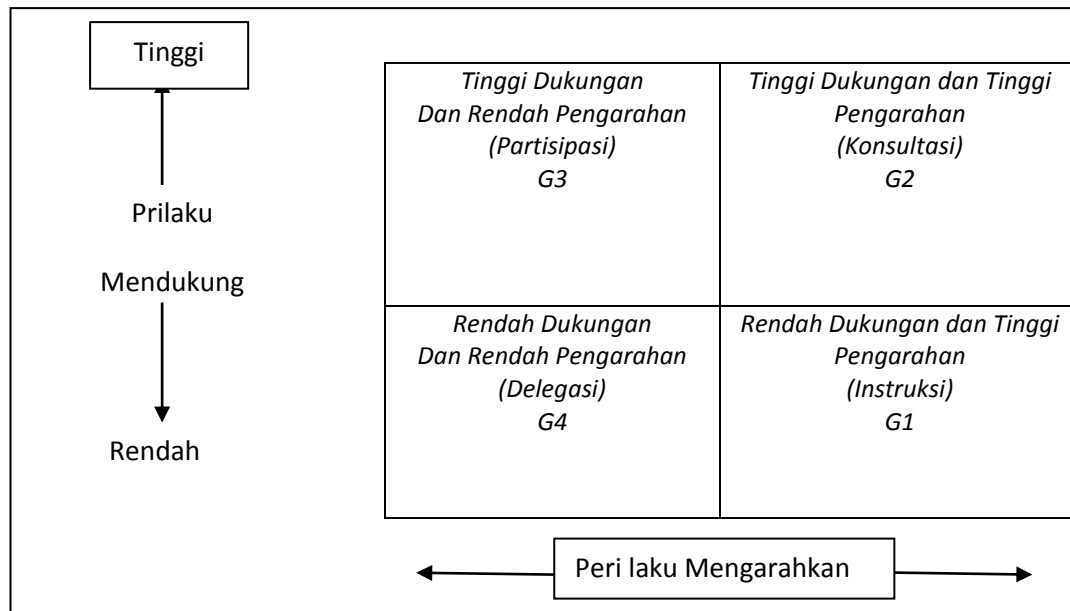 Tinggi
Prilaku
Mendukung
Rendah
Tinggi Dukungan
Dan Rendah Pengarahan
(Partisipasi)
G3
Tinggi Dukungan dan Tinggi
Pengarahan
(Konsultasi)
G2
Rendah Dukungan
Dan Rendah Pengarahan
(Delegasi)
G4
Rendah Dukungan dan Tinggi
Pengarahan
(Instruksi)
G1
Peri laku Mengarahkan